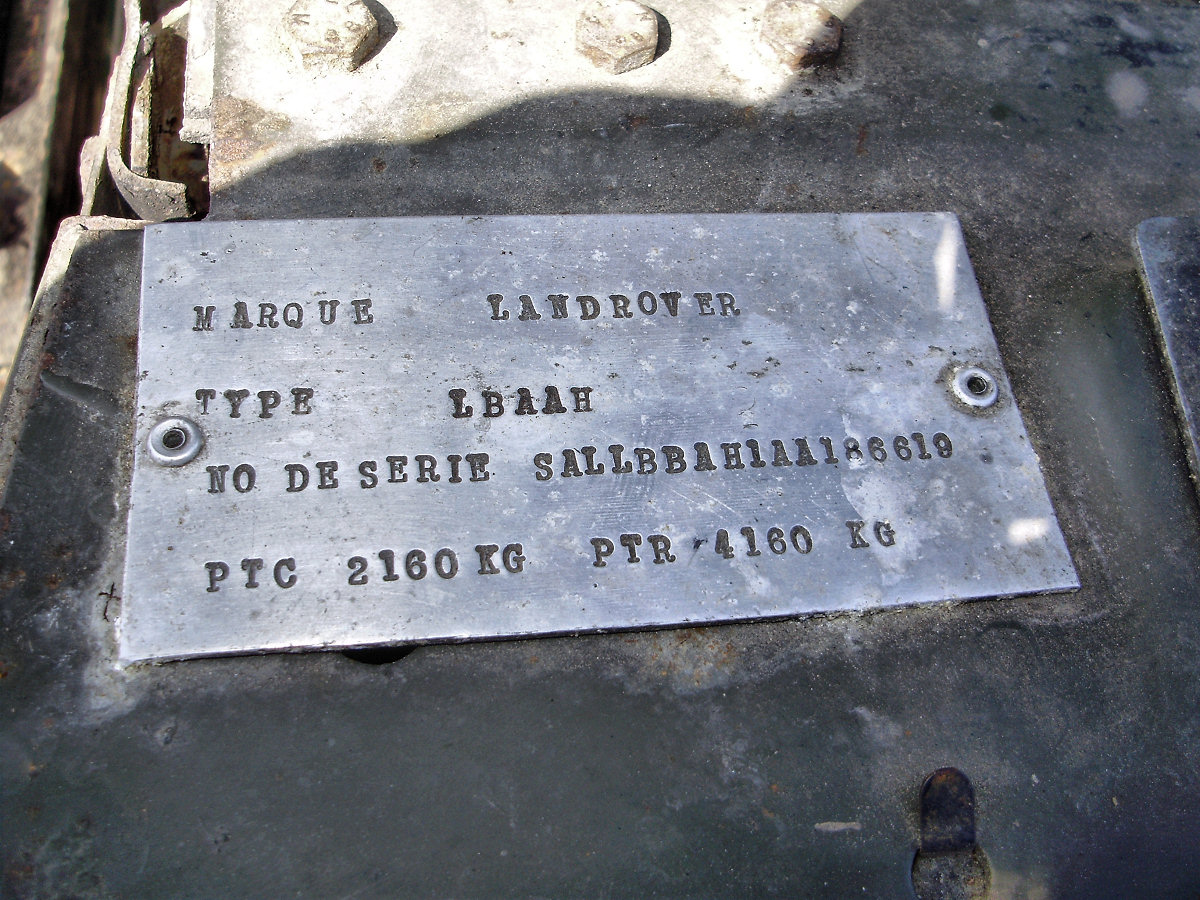 MARQUE LANDROVER
TYPE LBAAH
NO DE SERIE SALLBBAH1AA186619
PTC 2160 KG PTR 4160 KG